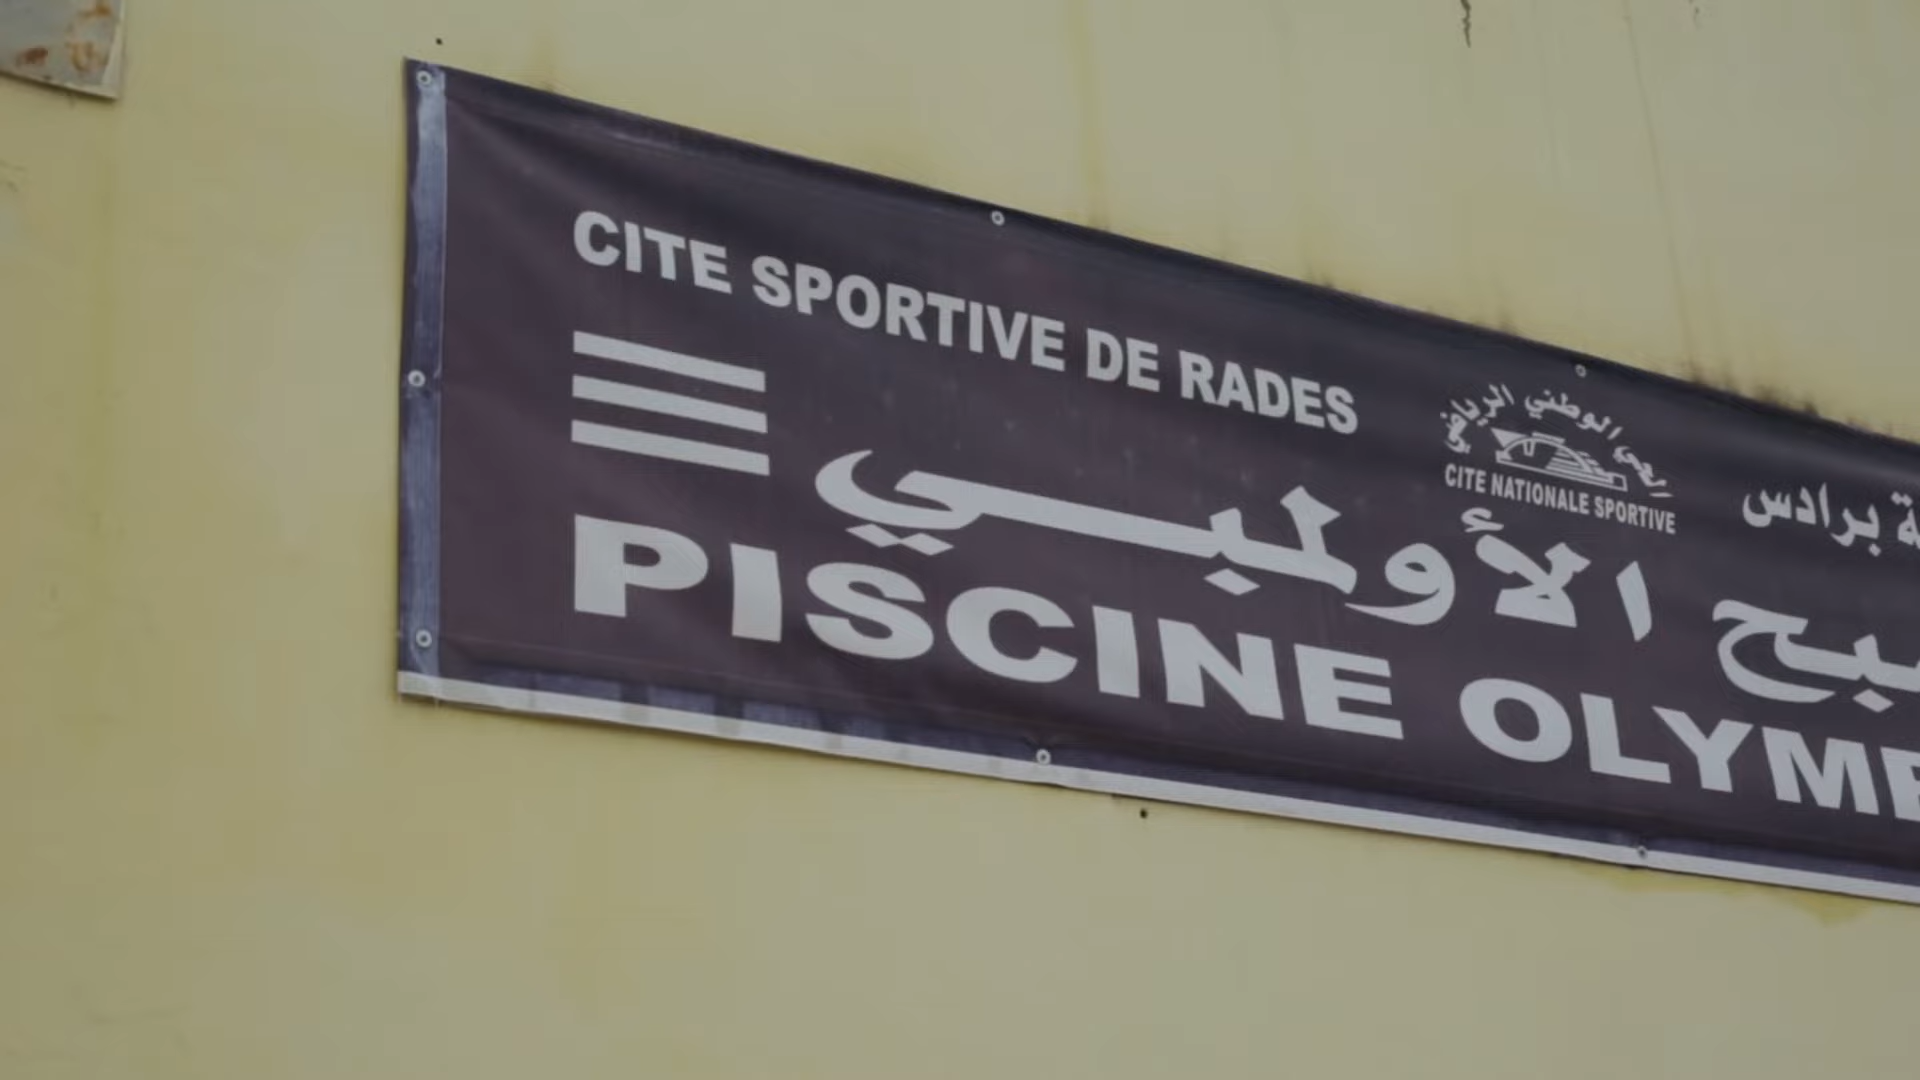 CITE SPORTIVE DE RADES
الحي الوطني الرياضي
CITE NATIONALE SPORTIVE
برادس
الأولمبي
PISCINE